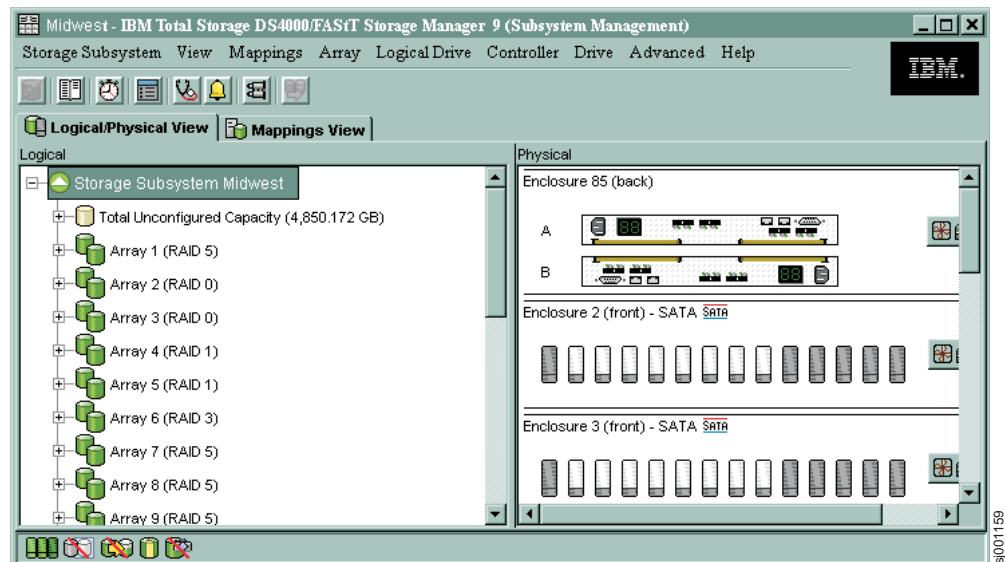 Midwest - IBM Total Storage DS4000/FAStT Storage Manager 9 (Subsystem Management)
Storage Subsystem View Mappings Array Logical Drive Controller Drive Advanced Help
IBM.
Logical/Physical View Mappings View
Logical
Storage Subsystem Midwest
Total Unconfigured Capacity (4,850.172 GB)
Array 1 (RAID 5)
Array 2 (RAID 0)
Array 3 (RAID 0)
Array 4 (RAID 1)
Array 5 (RAID 1)
Array 6 (RAID 3)
Array 7 (RAID 5)
Array 8 (RAID 5)
Array 9 (RAID 5)
Physical
Enclosure 85 (back)
A
88
B
88
Enclosure 2 (front) - SATA SATA
Enclosure 3 (front) - SATA SATA
sj001159